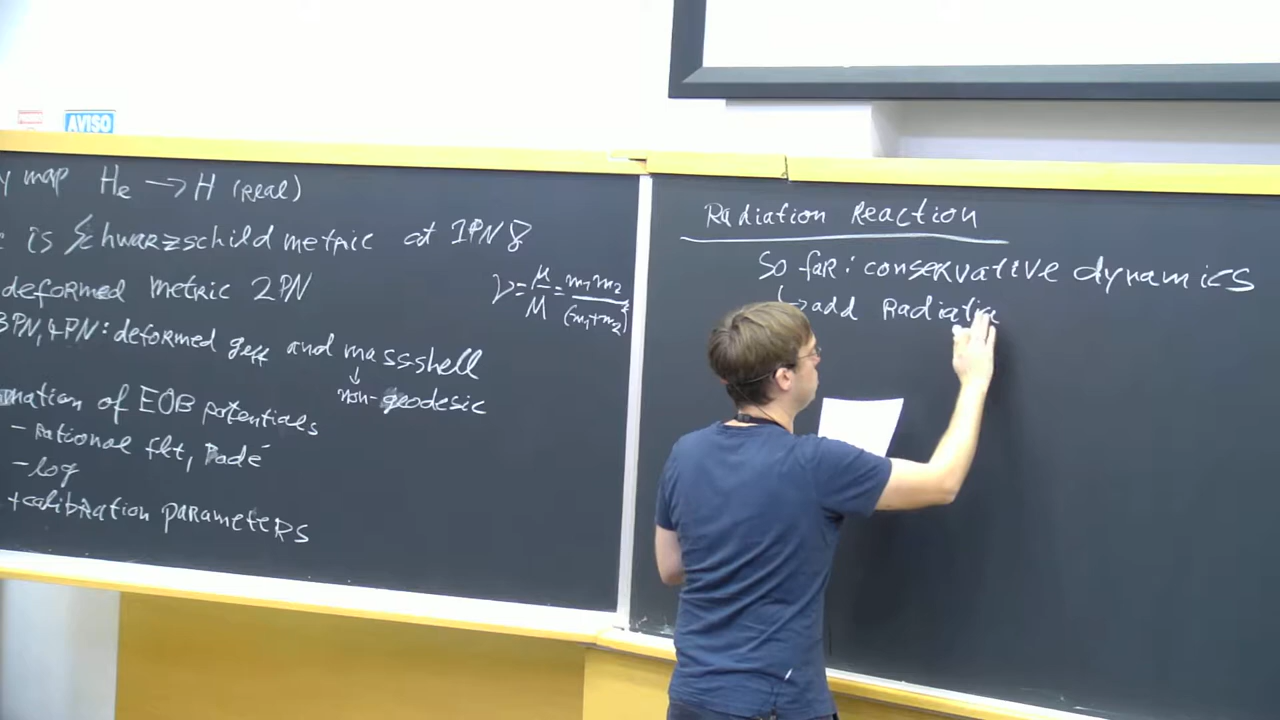 AVISO
y map He → H (real)
is Schwarzschild metric at 1PN
deformed metric 2PN
ν = μ/M = m₁m₂/(m₁+m₂)²
3PN, 4PN: deformed geff and massshell
↓
non-geodesic
mation of EOB potentials
- rational fkt, Padé
- log
+ calibration parameters
Radiation Reaction
So far: conservative dynamics
↳ add Radiatio